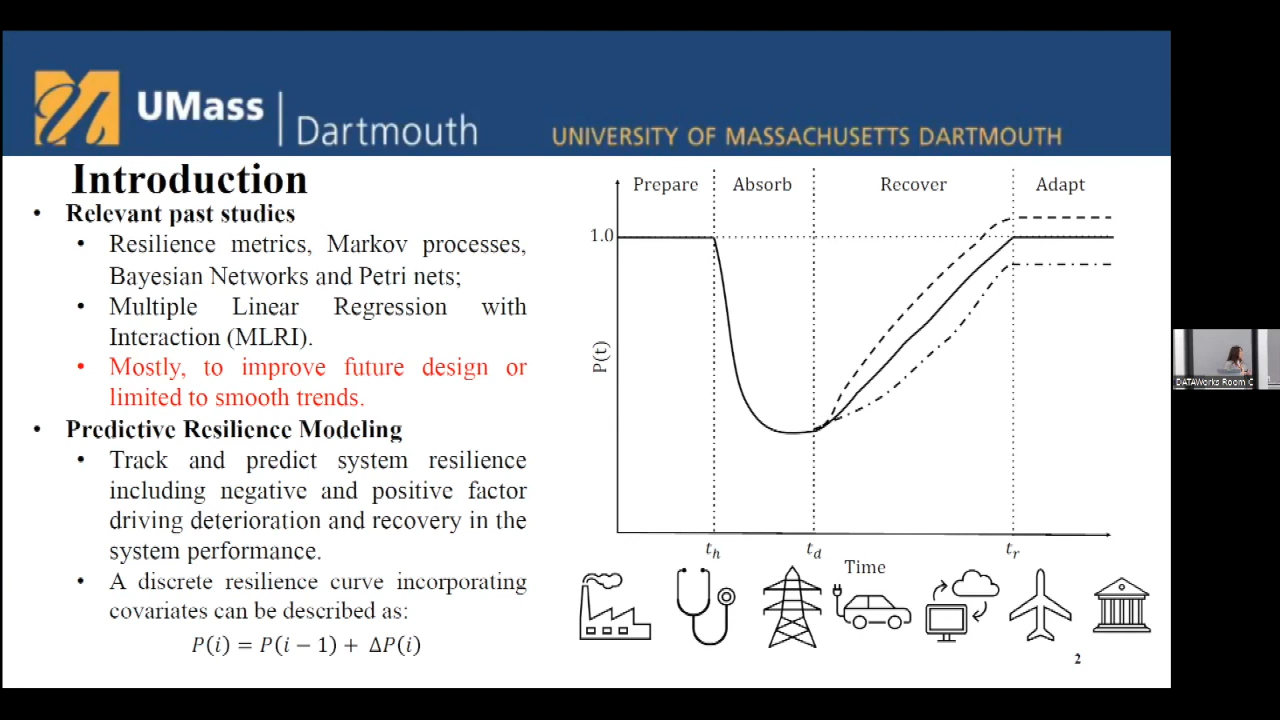 UMass
Dartmouth
UNIVERSITY OF MASSACHUSETTS DARTMOUTH
Introduction
• Relevant past studies
• Resilience metrics, Markov processes,
Bayesian Networks and Petri nets;
• Multiple Linear Regression with
Interaction (MLRI).
• Mostly, to improve future design or
limited to smooth trends.
• Predictive Resilience Modeling
• Track and predict system resilience
including negative and positive factor
driving deterioration and recovery in the
system performance.
• A discrete resilience curve incorporating
covariates can be described as:
P(i) = P(i − 1) + ΔP(i)
Prepare Absorb Recover Adapt
1.0
P(t)
t_h t_d t_r
Time
2
DATAWorks Room C